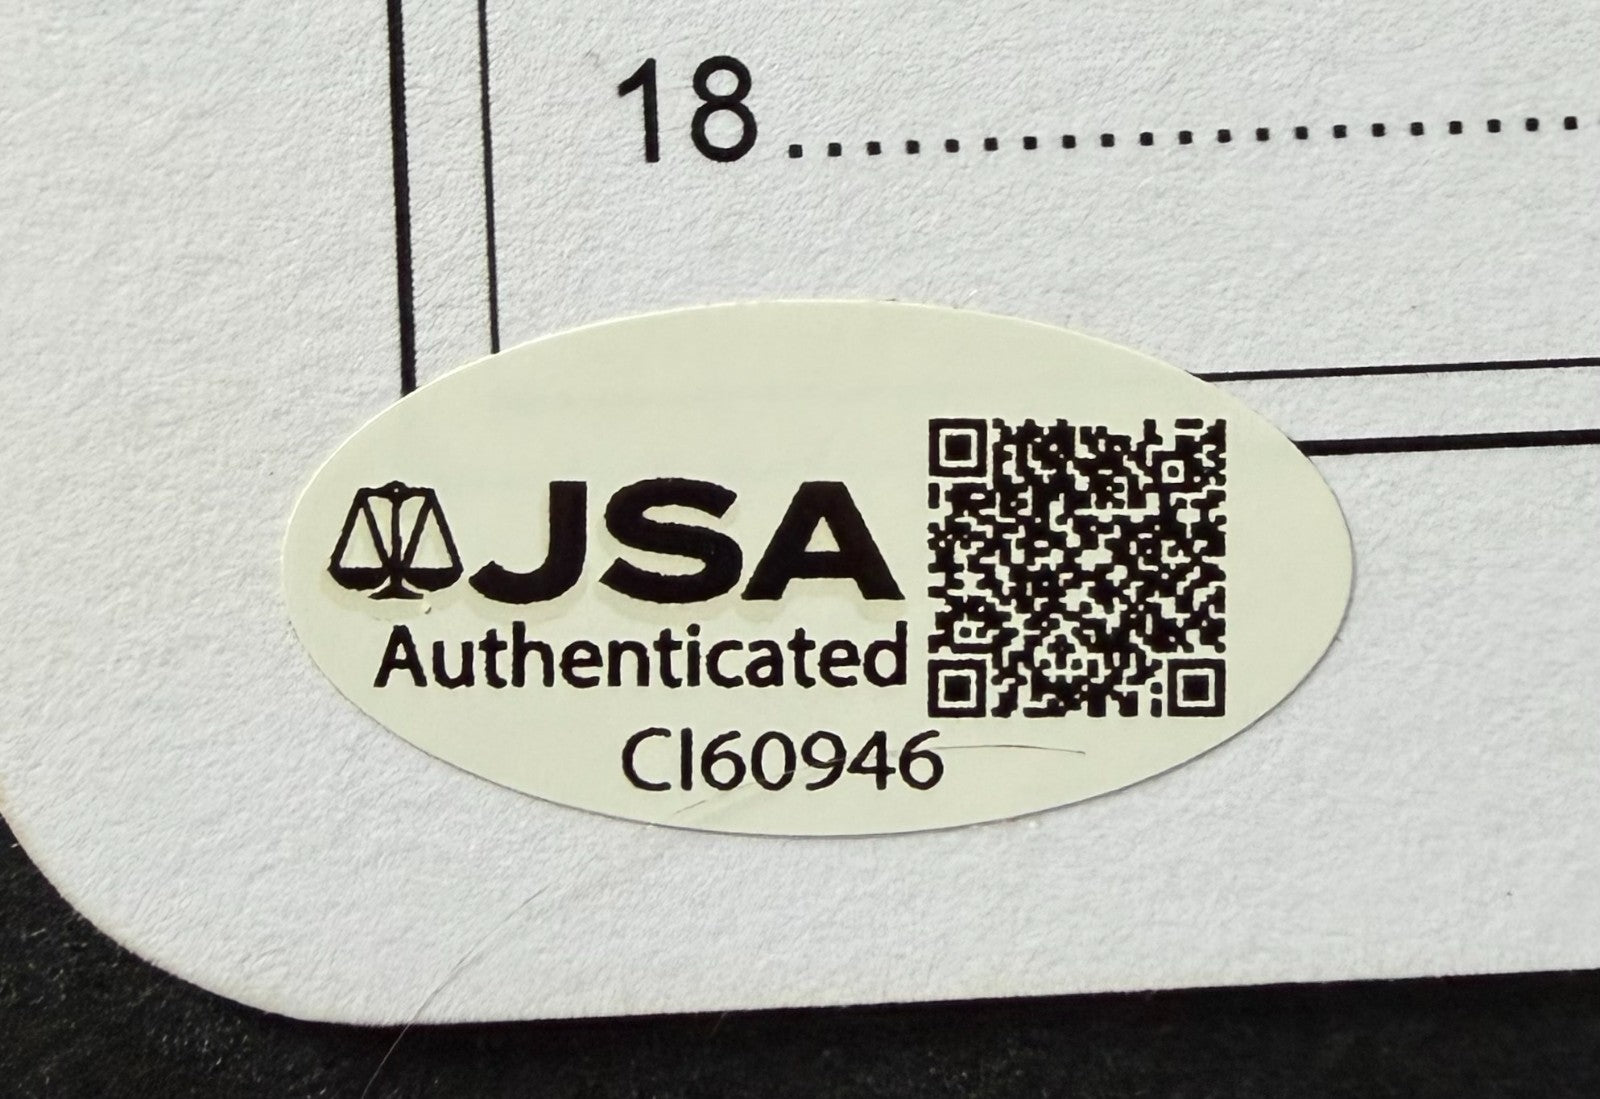 18........................
JSA
Authenticated
CI60946